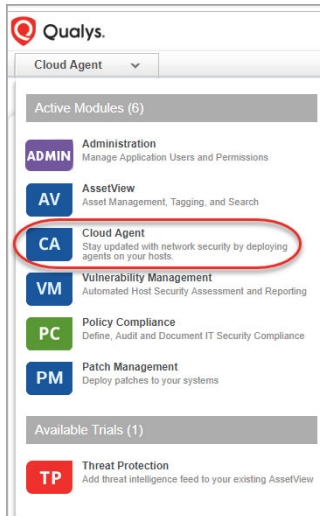 Qualys.
Cloud Agent
Active Modules (6)
ADMIN
Administration
Manage Application Users and Permissions
AV
AssetView
Asset Management, Tagging, and Search
CA
Cloud Agent
Stay updated with network security by deploying
agents on your hosts.
VM
Vulnerability Management
Automated Host Security Assessment and Reporting
PC
Policy Compliance
Define, Audit and Document IT Security Compliance
PM
Patch Management
Deploy patches to your systems
Available Trials (1)
TP
Threat Protection
Add threat intelligence feed to your existing AssetView